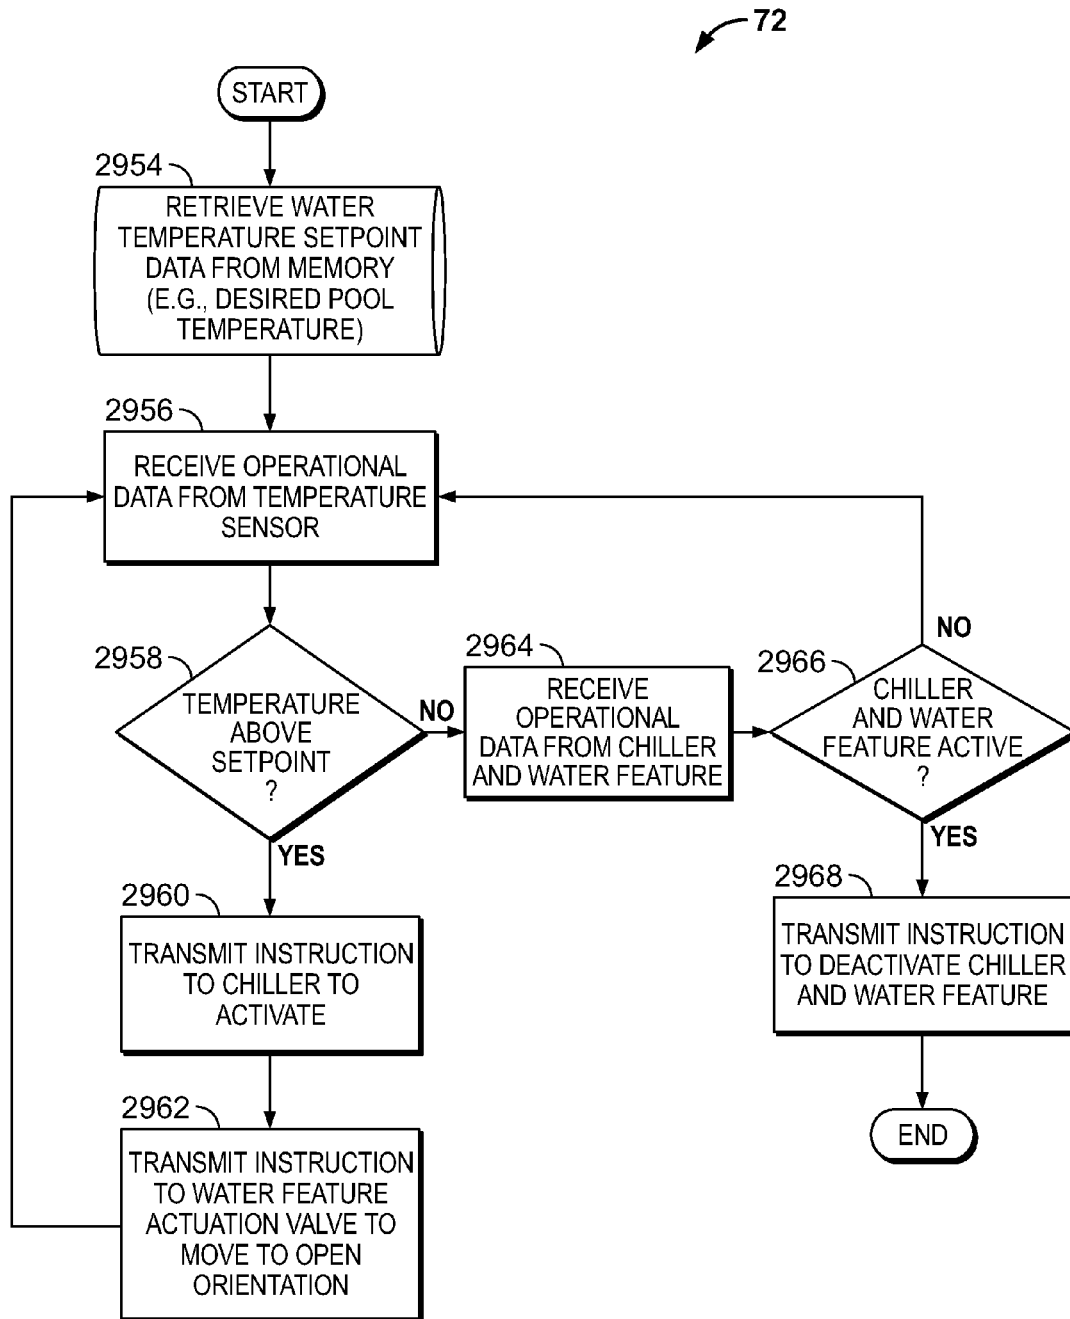 72
START
2954
RETRIEVE WATER
TEMPERATURE SETPOINT
DATA FROM MEMORY
(E.G., DESIRED POOL
TEMPERATURE)
2956
RECEIVE OPERATIONAL
DATA FROM TEMPERATURE
SENSOR
2958
TEMPERATURE
ABOVE
SETPOINT
?
NO
YES
2964
RECEIVE
OPERATIONAL
DATA FROM CHILLER
AND WATER FEATURE
2966
NO
CHILLER
AND WATER
FEATURE ACTIVE
?
YES
2960
TRANSMIT INSTRUCTION
TO CHILLER TO
ACTIVATE
2968
TRANSMIT INSTRUCTION
TO DEACTIVATE CHILLER
AND WATER FEATURE
2962
TRANSMIT INSTRUCTION
TO WATER FEATURE
ACTUATION VALVE TO
MOVE TO OPEN
ORIENTATION
END